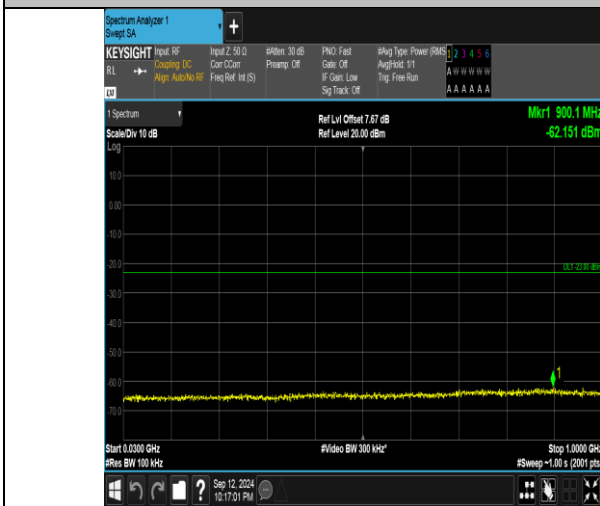 Spectrum Analyzer 1
Swept SA
+
KEYSIGHT
RL
LXI
Input: RF
Coupling: DC
Align: Auto/No RF
Input Z: 50 Ω
Corr CCorr
Freq Ref: Int (S)
#Atten: 30 dB
Preamp: Off
PNO: Fast
Gate: Off
IF Gain: Low
Sig Track: Off
#Avg Type: Power (RMS
Avg|Hold: 1/1
Trig: Free Run
1 2 3 4 5 6
A W W W W W
A A A A A A
1 Spectrum
Scale/Div 10 dB
Log
Ref Lvl Offset 7.67 dB
Ref Level 20.00 dBm
Mkr1 900.1 MHz
-62.151 dBm
10.0
0.00
-10.0
-20.0
DL1 -23.00 dBm
-30.0
-40.0
-50.0
-60.0
1
-70.0
Start 0.0300 GHz
#Res BW 100 kHz
#Video BW 300 kHz*
Stop 1.0000 GHz
#Sweep ~1.00 s (2001 pts
?
Sep 12, 2024
10:17:01 PM